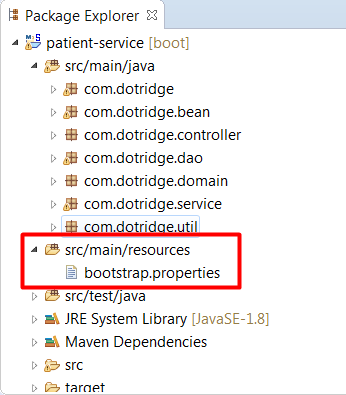 Package Explorer
patient-service [boot]
src/main/java
com.dotridge
com.dotridge.bean
com.dotridge.controller
com.dotridge.dao
com.dotridge.domain
com.dotridge.service
com.dotridge.util
src/main/resources
bootstrap.properties
src/test/java
JRE System Library [JavaSE-1.8]
Maven Dependencies
src
target